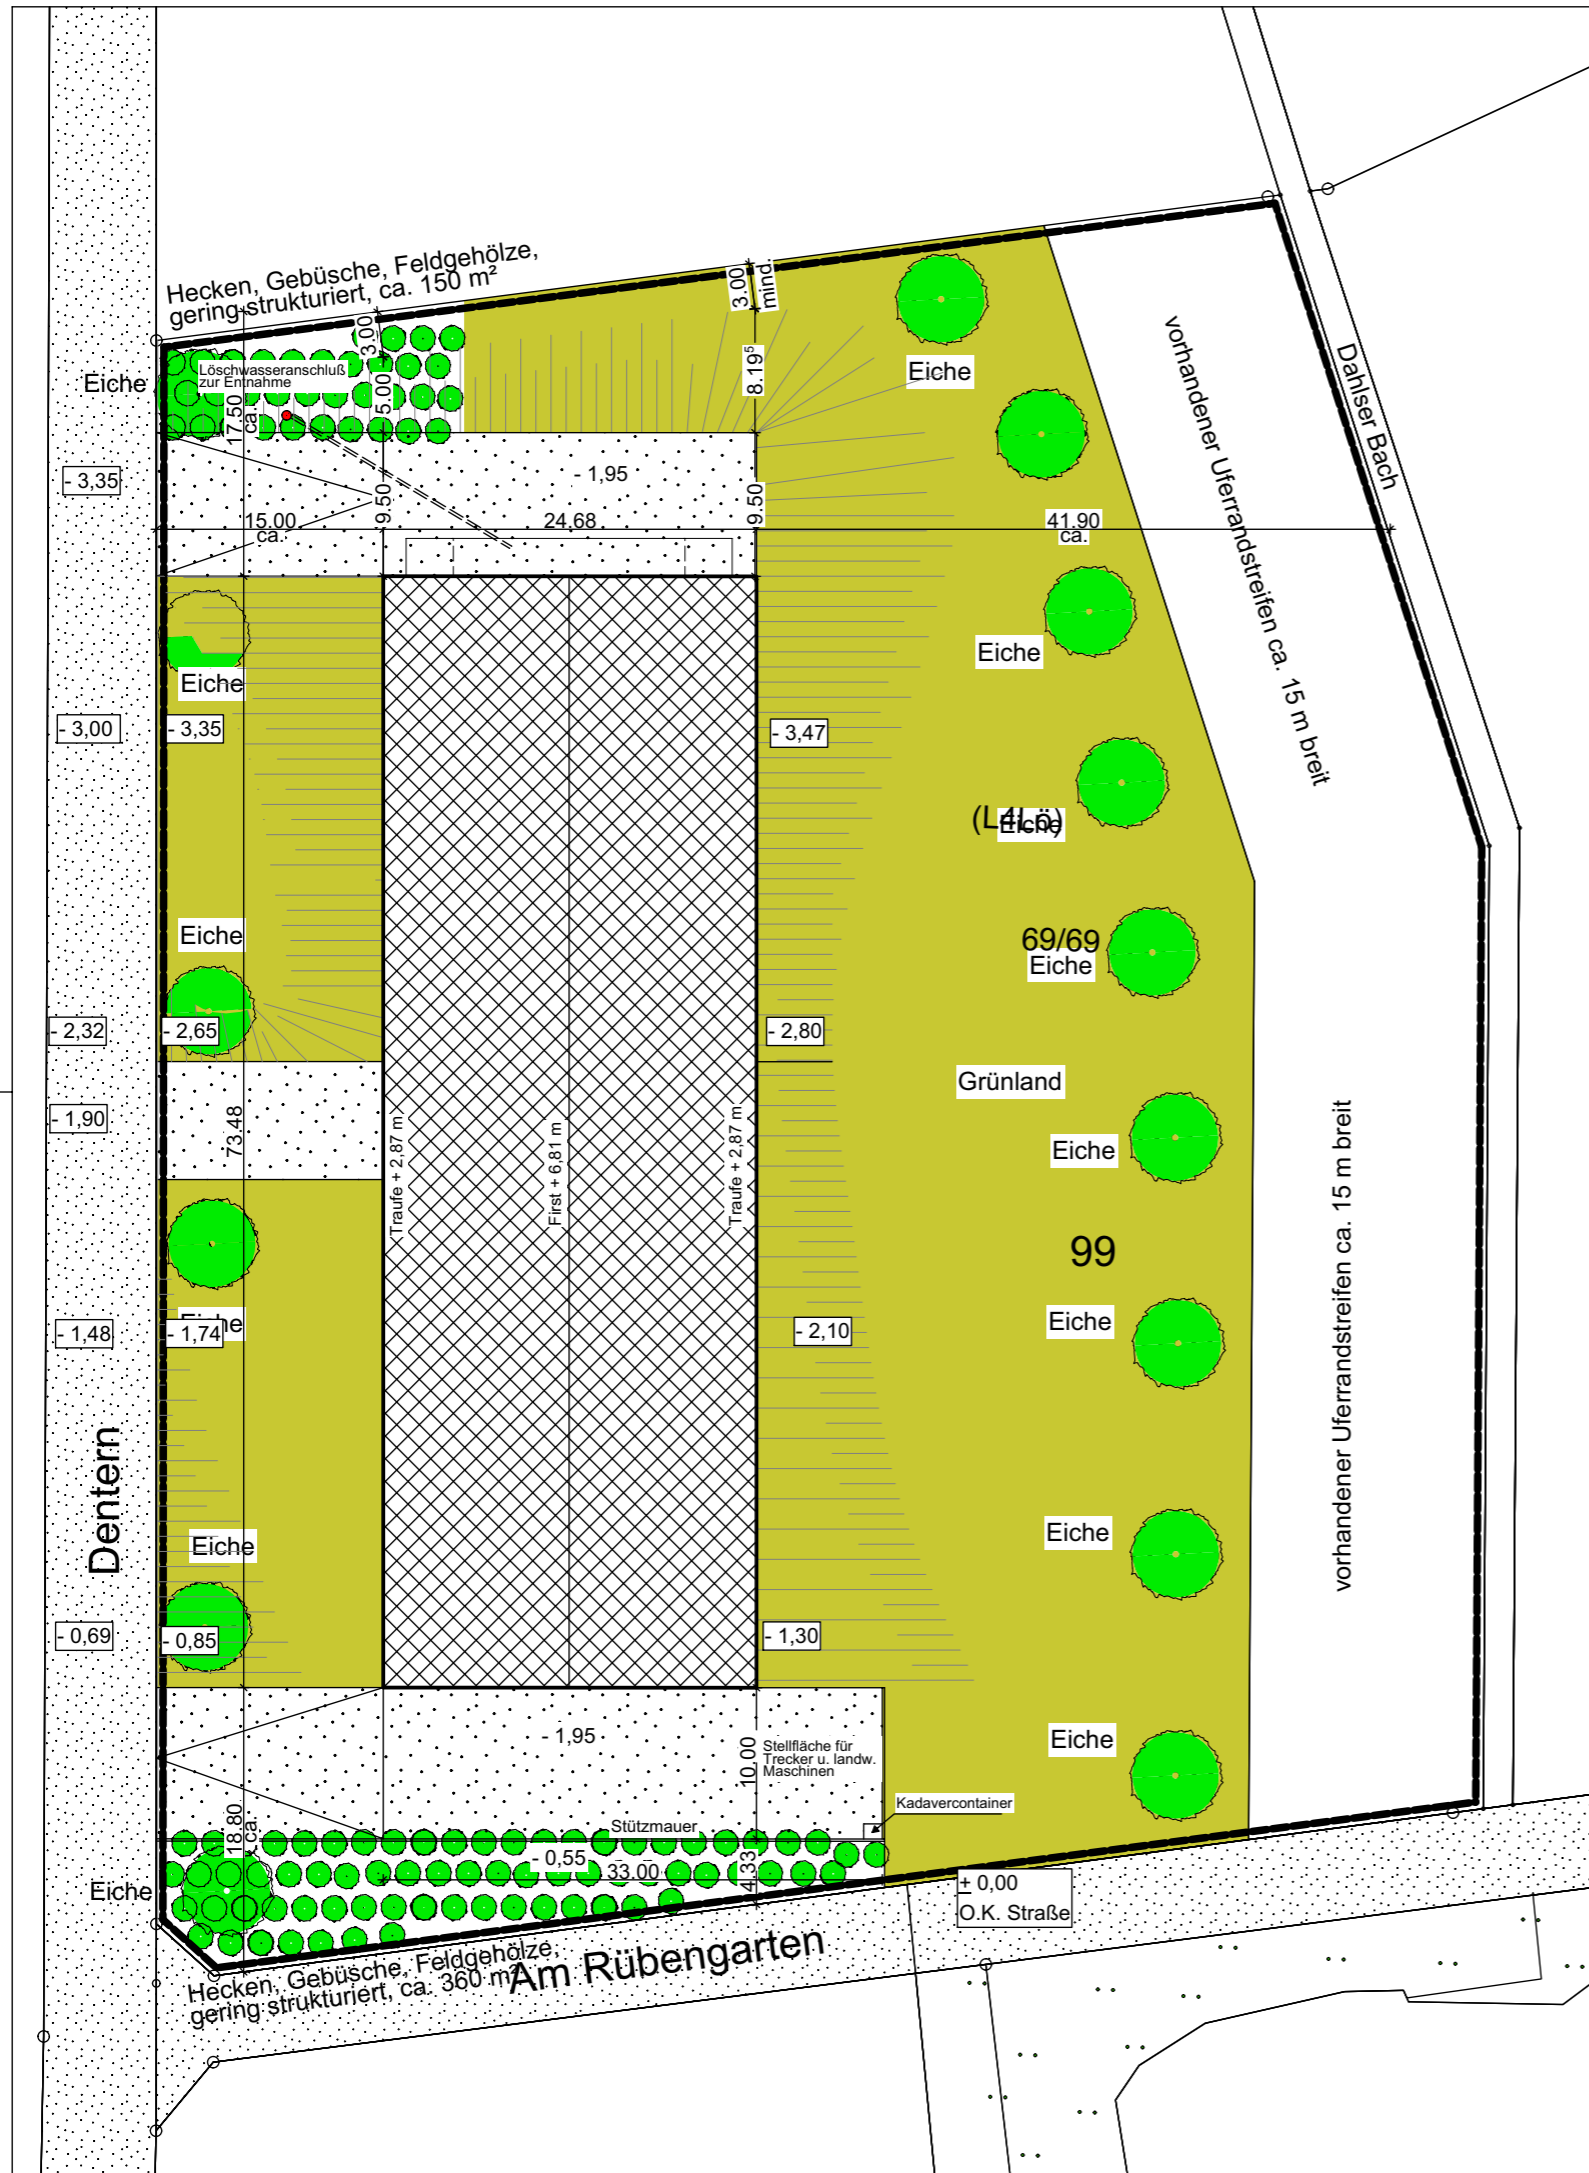 Hecken, Gebüsche, Feldgehölze,
gering strukturiert, ca. 150 m²
3.00
mind.
3.00
8.19⁵
Eiche
Löschwasseranschluß
zur Entnahme
17.50
ca.
5.00
Eiche
vorhandener Uferrandstreifen ca. 15 m breit
Dahlser Bach
- 3,35
- 1,95
9.50
9.50
15.00
ca.
24.68
41.90
ca.
Eiche
Eiche
- 3,00
- 3,35
- 3,47
(L4Lö)
Eiche
Eiche
69/69
Eiche
- 2,32
- 2,65
- 2,80
Grünland
- 1,90
73.48
Traufe + 2,87 m
First + 6,81 m
Traufe + 2,87 m
Eiche
vorhandener Uferrandstreifen ca. 15 m breit
99
Eiche
- 1,48
- 1,74
Eiche
- 2,10
Dentern
Eiche
Eiche
- 0,69
- 0,85
- 1,30
- 1,95
10.00
Stellfläche für
Trecker u. landw.
Maschinen
Eiche
Kadavercontainer
18.80
ca.
Stützmauer
- 0,55
33.00
4.33
Eiche
+ 0,00
O.K. Straße
Hecken, Gebüsche, Feldgehölze,
gering strukturiert, ca. 360 m²
Am Rübengarten